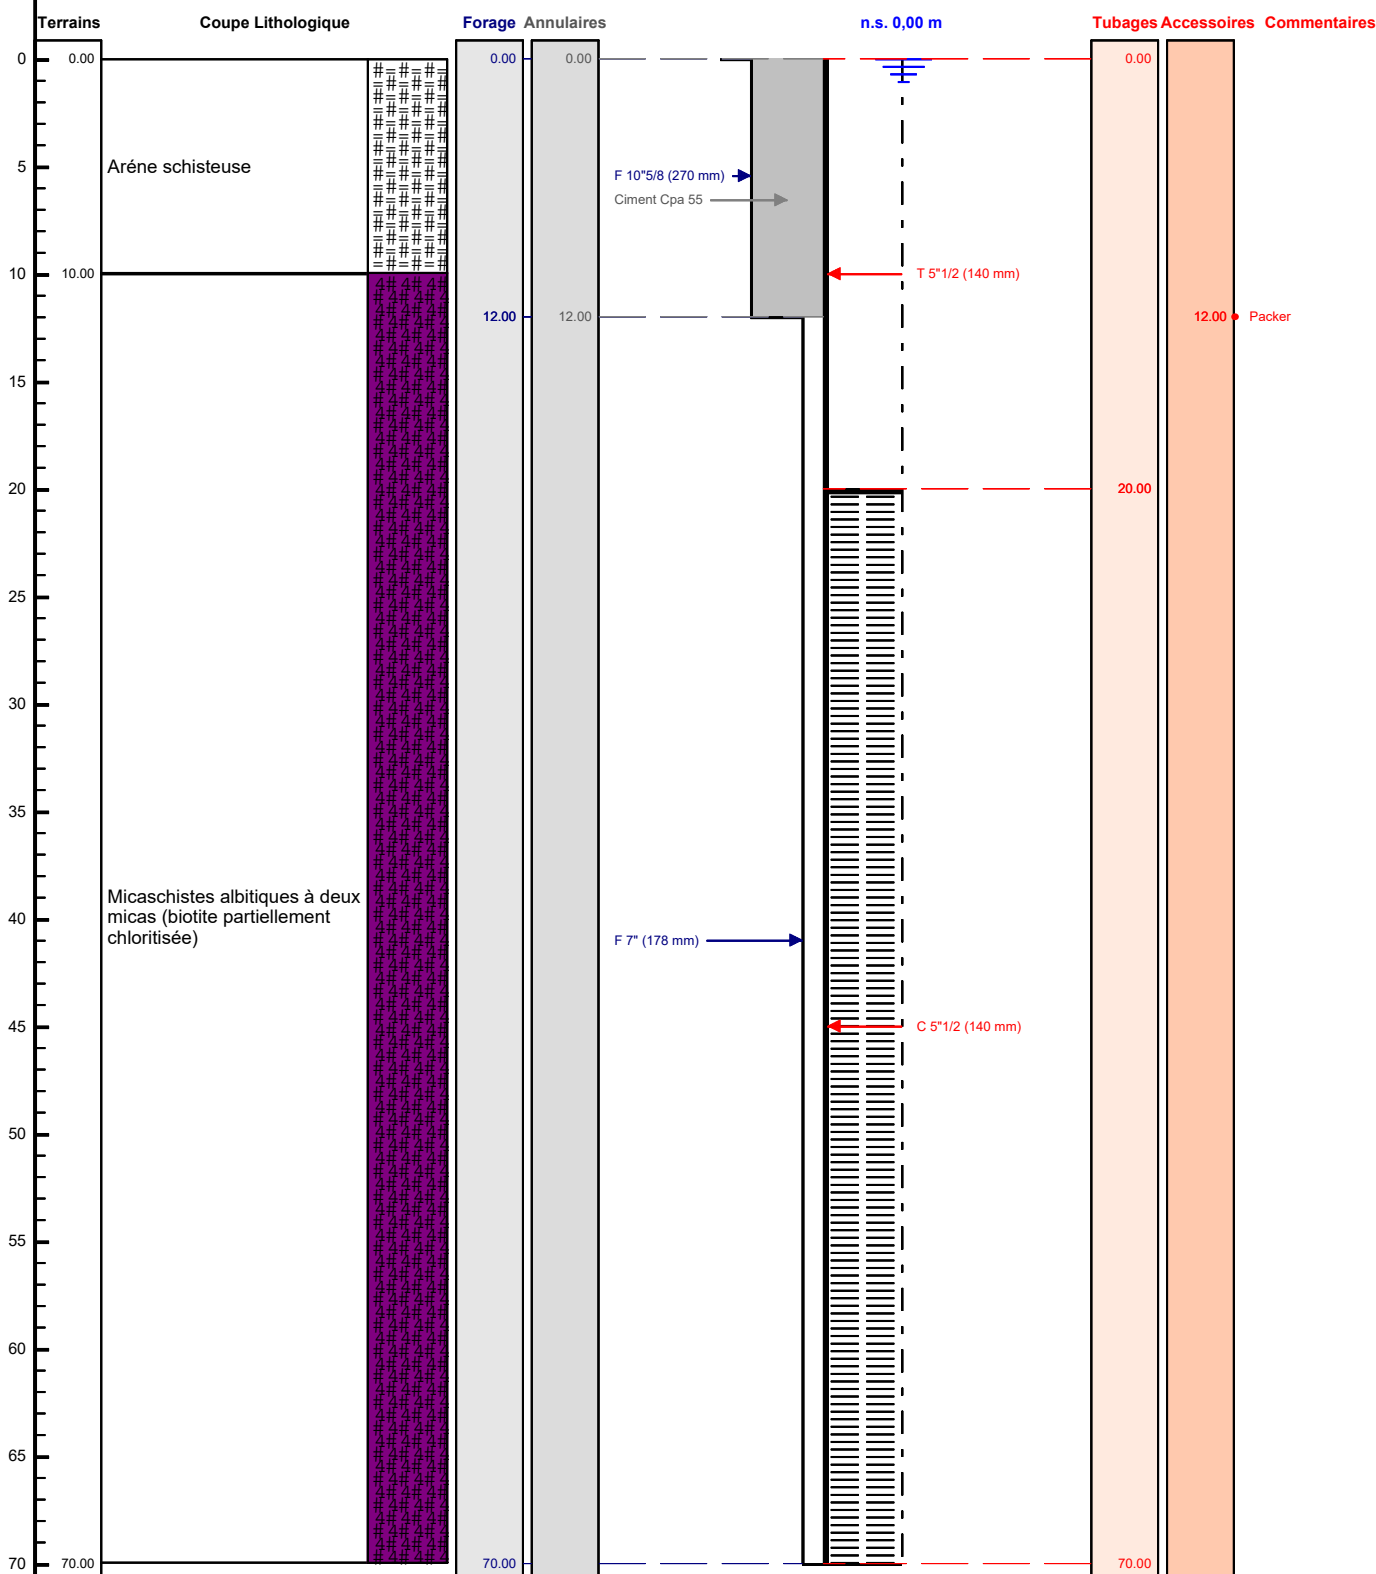 Terrains Coupe Lithologique Forage Annulaires n.s. 0,00 m Tubages Accessoires Commentaires
0 0.00 0.00 0.00 0.00
5 Aréne schisteuse
F 10"5/8 (270 mm)
Ciment Cpa 55
10 10.00 T 5"1/2 (140 mm)
12.00 12.00 12.00 Packer
15
20 20.00
25
30
35
Micaschistes albitiques à deux
micas (biotite partiellement
chloritisée)
40
F 7" (178 mm)
45 C 5"1/2 (140 mm)
50
55
60
65
70 70.00 70.00 70.00